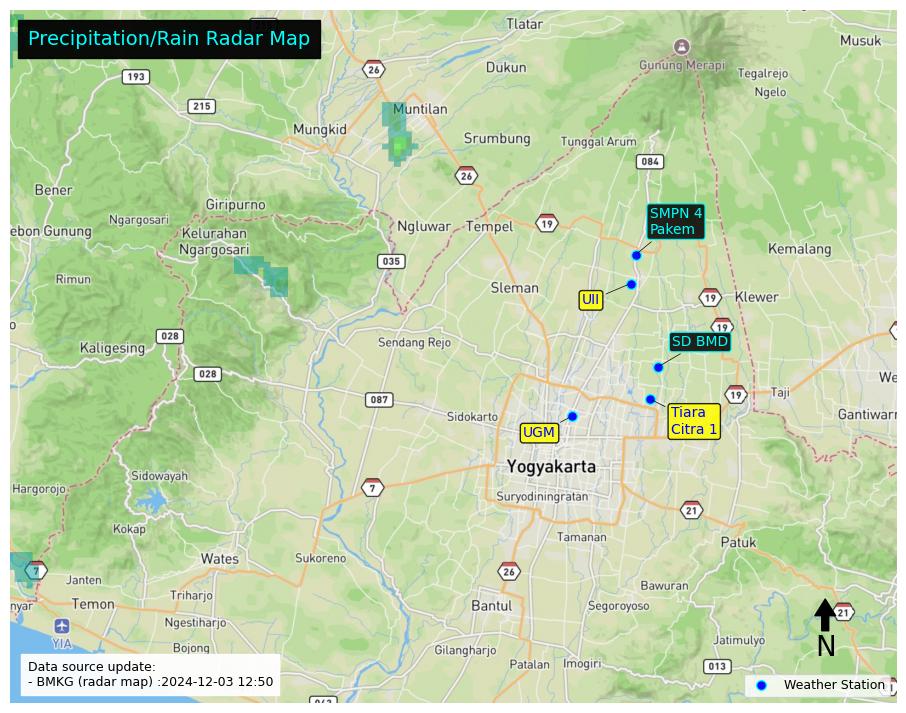 Precipitation/Rain Radar Map
Tlatar
Musuk
26
Gunung Merapi
Dukun
Tegalrejo
193
Ngelo
215
Muntilan
Mungkid
Srumbung
Tunggal Arum
084
26
Bener
Giripurno
SMPN 4
Pakem
Ngargosari
19
Ngluwar
Tempel
ebon Gunung
Kelurahan
Ngargosari
Kemalang
035
Rimun
Sleman
UII
19
Klewer
19
028
Sendang Rejo
SD BMD
Kaligesing
028
We
Taji
19
087
Tiara
Citra 1
Gantiwarn
Sidokarto
UGM
Yogyakarta
Sidowayah
Hargorojo
7
Suryodiningratan
21
Kokap
Tamanan
Patuk
Wates
Sukoreno
7
26
Janten
Bawuran
Triharjo
nyar
Temon
Bantul
Segoroyoso
21
YIA
Ngestiharjo
Jatimulyo
N
Bojong
Gilangharjo
Patalan
Imogiri
013
Data source update:
- BMKG (radar map) :2024-12-03 12:50
Weather Station